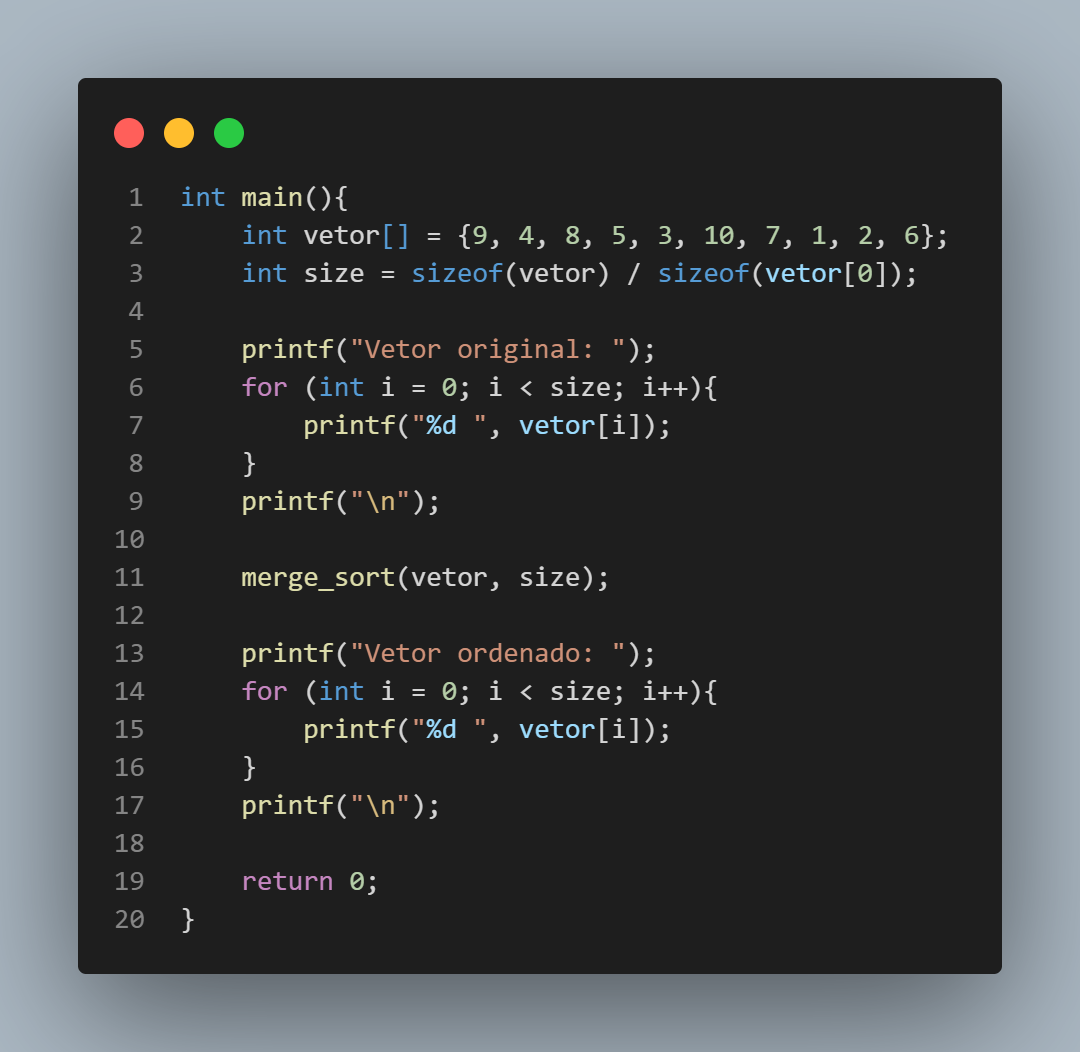 1 int main(){
2     int vetor[] = {9, 4, 8, 5, 3, 10, 7, 1, 2, 6};
3     int size = sizeof(vetor) / sizeof(vetor[0]);
4
5     printf("Vetor original: ");
6     for (int i = 0; i < size; i++){
7         printf("%d ", vetor[i]);
8     }
9     printf("\n");
10
11     merge_sort(vetor, size);
12
13     printf("Vetor ordenado: ");
14     for (int i = 0; i < size; i++){
15         printf("%d ", vetor[i]);
16     }
17     printf("\n");
18
19     return 0;
20 }